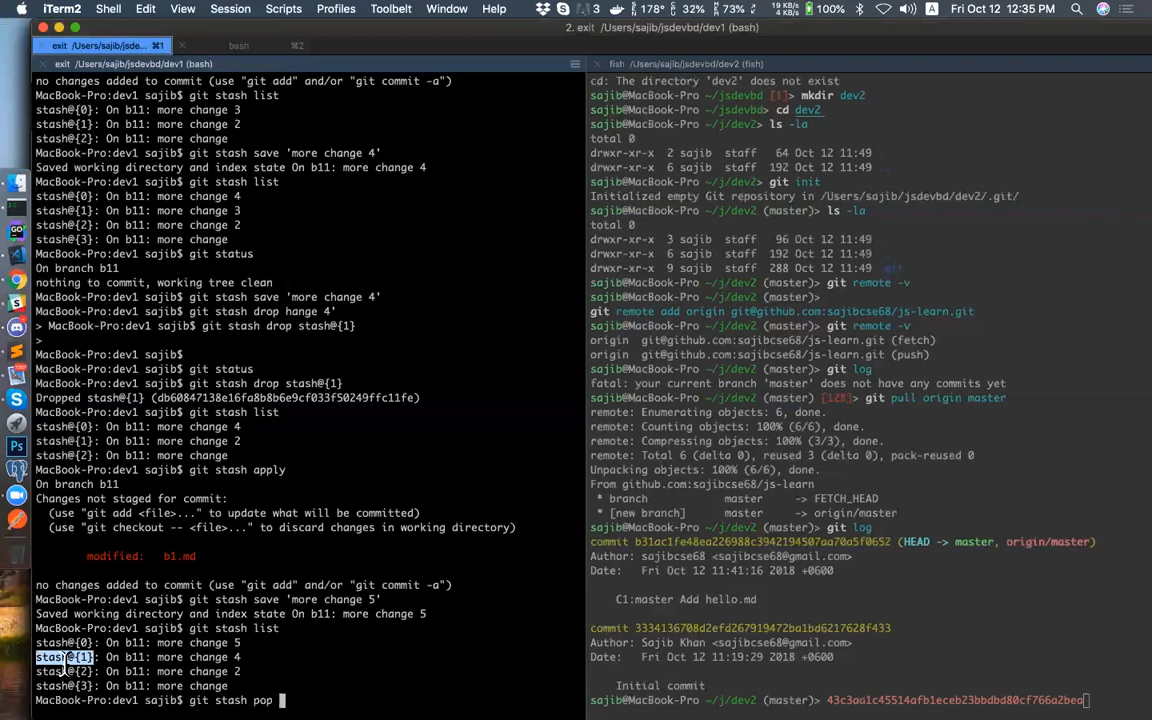 iTerm2 Shell Edit View Session Scripts Profiles Toolbelt Window Help 3 178° 32% 73% 19 KB/s 4 KB/s 100% A Fri Oct 12 12:35 PM
2. exit /Users/sajib/jsdevbd/dev1 (bash)
exit /Users/sajib/jsde... ⌘1 bash ⌘2
exit /Users/sajib/jsdevbd/dev1 (bash)
no changes added to commit (use "git add" and/or "git commit -a")
MacBook-Pro:dev1 sajib$ git stash list
stash@{0}: On b11: more change 3
stash@{1}: On b11: more change 2
stash@{2}: On b11: more change
MacBook-Pro:dev1 sajib$ git stash save 'more change 4'
Saved working directory and index state On b11: more change 4
MacBook-Pro:dev1 sajib$ git stash list
stash@{0}: On b11: more change 4
stash@{1}: On b11: more change 3
stash@{2}: On b11: more change 2
stash@{3}: On b11: more change
MacBook-Pro:dev1 sajib$ git status
On branch b11
nothing to commit, working tree clean
MacBook-Pro:dev1 sajib$ git stash save 'more change 4'
MacBook-Pro:dev1 sajib$ git stash drop hange 4'
> MacBook-Pro:dev1 sajib$ git stash drop stash@{1}
>
MacBook-Pro:dev1 sajib$
MacBook-Pro:dev1 sajib$ git status
MacBook-Pro:dev1 sajib$ git stash drop stash@{1}
Dropped stash@{1} (db60847138e16fa8b8b6e9cf033f50249ffc11fe)
MacBook-Pro:dev1 sajib$ git stash list
stash@{0}: On b11: more change 4
stash@{1}: On b11: more change 2
stash@{2}: On b11: more change
MacBook-Pro:dev1 sajib$ git stash apply
On branch b11
Changes not staged for commit:
(use "git add <file>..." to update what will be committed)
(use "git checkout -- <file>..." to discard changes in working directory)
modified: b1.md
no changes added to commit (use "git add" and/or "git commit -a")
MacBook-Pro:dev1 sajib$ git stash save 'more change 5'
Saved working directory and index state On b11: more change 5
MacBook-Pro:dev1 sajib$ git stash list
stash@{0}: On b11: more change 5
stash@{1}: On b11: more change 4
stash@{2}: On b11: more change 2
stash@{3}: On b11: more change
MacBook-Pro:dev1 sajib$ git stash pop
fish /Users/sajib/jsdevbd/dev2 (fish)
cd: The directory 'dev2' does not exist
sajib@MacBook-Pro ~/jsdevbd [1]> mkdir dev2
sajib@MacBook-Pro ~/jsdevbd> cd dev2
sajib@MacBook-Pro ~/j/dev2> ls -la
total 0
drwxr-xr-x 2 sajib staff 64 Oct 12 11:49 .
drwxr-xr-x 6 sajib staff 192 Oct 12 11:49 ..
sajib@MacBook-Pro ~/j/dev2> git init
Initialized empty Git repository in /Users/sajib/jsdevbd/dev2/.git/
sajib@MacBook-Pro ~/j/dev2 (master)> ls -la
total 0
drwxr-xr-x 3 sajib staff 96 Oct 12 11:49 .
drwxr-xr-x 6 sajib staff 192 Oct 12 11:49 ..
drwxr-xr-x 9 sajib staff 288 Oct 12 11:49 .git
sajib@MacBook-Pro ~/j/dev2 (master)> git remote -v
sajib@MacBook-Pro ~/j/dev2 (master)>
git remote add origin git@github.com:sajibcse68/js-learn.git
sajib@MacBook-Pro ~/j/dev2 (master)> git remote -v
origin git@github.com:sajibcse68/js-learn.git (fetch)
origin git@github.com:sajibcse68/js-learn.git (push)
sajib@MacBook-Pro ~/j/dev2 (master)> git log
fatal: your current branch 'master' does not have any commits yet
sajib@MacBook-Pro ~/j/dev2 (master) [128]> git pull origin master
remote: Enumerating objects: 6, done.
remote: Counting objects: 100% (6/6), done.
remote: Compressing objects: 100% (3/3), done.
remote: Total 6 (delta 0), reused 3 (delta 0), pack-reused 0
Unpacking objects: 100% (6/6), done.
From github.com:sajibcse68/js-learn
* branch master -> FETCH_HEAD
* [new branch] master -> origin/master
sajib@MacBook-Pro ~/j/dev2 (master)> git log
commit b31ac1fe48ea226988c3942194507aa70a5f0652 (HEAD -> master, origin/master)
Author: sajibcse68 <sajibcse68@gmail.com>
Date: Fri Oct 12 11:41:16 2018 +0600
C1:master Add hello.md
commit 3334136708d2efd267919472ba1bd6217628f433
Author: Sajib Khan <sajibcse68@gmail.com>
Date: Fri Oct 12 11:19:29 2018 +0600
Initial commit
sajib@MacBook-Pro ~/j/dev2 (master)> 43c3aa1c45514afb1eceb23bbdbd80cf766a2bea